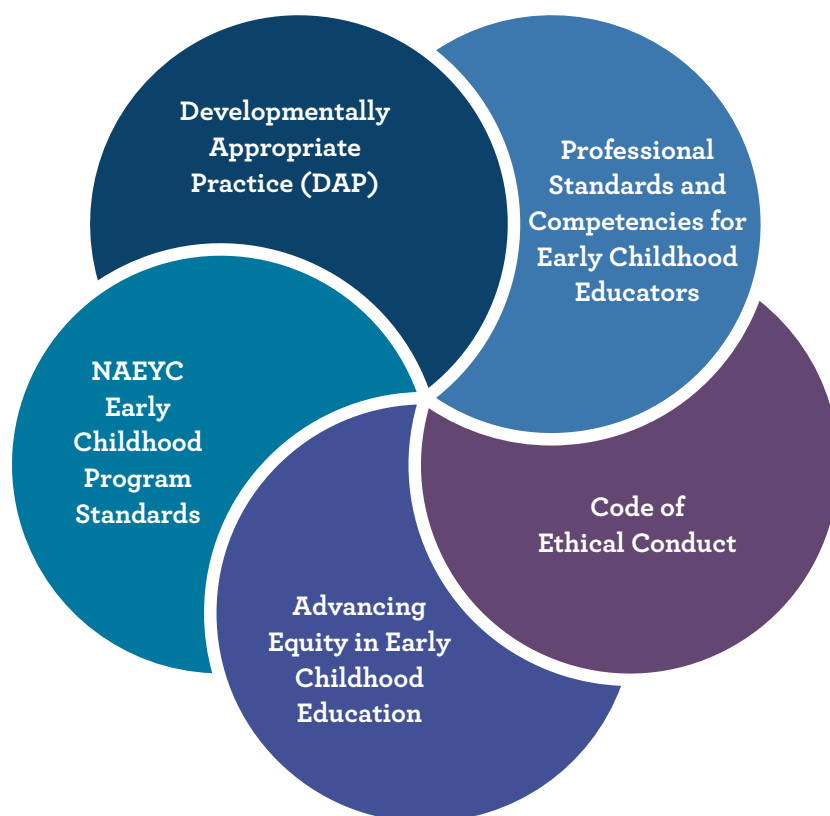 Developmentally
Appropriate
Practice (DAP)
Professional
Standards and
Competencies for
Early Childhood
Educators
NAEYC
Early
Childhood
Program
Standards
Code of
Ethical Conduct
Advancing
Equity in Early
Childhood
Education